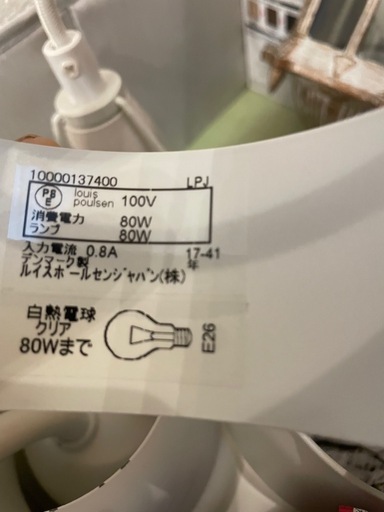 10000137400 LPJ
PS
E
louis
poulsen 100V
消費電力 80W
ランプ 80W
入力電流 0.8A 17-41
デンマーク製 年
ルイスポールセンジャパン(株)
白熱電球
クリア
80Wまで
E26